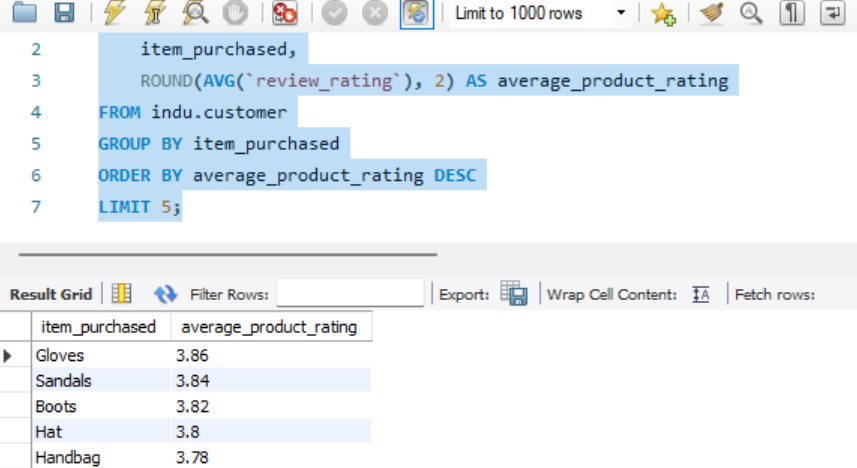 Limit to 1000 rows
2 item_purchased,
3 ROUND(AVG(`review_rating`), 2) AS average_product_rating
4 FROM indu.customer
5 GROUP BY item_purchased
6 ORDER BY average_product_rating DESC
7 LIMIT 5;
Result Grid Filter Rows: Export: Wrap Cell Content: Fetch rows:
item_purchased average_product_rating
Gloves 3.86
Sandals 3.84
Boots 3.82
Hat 3.8
Handbag 3.78